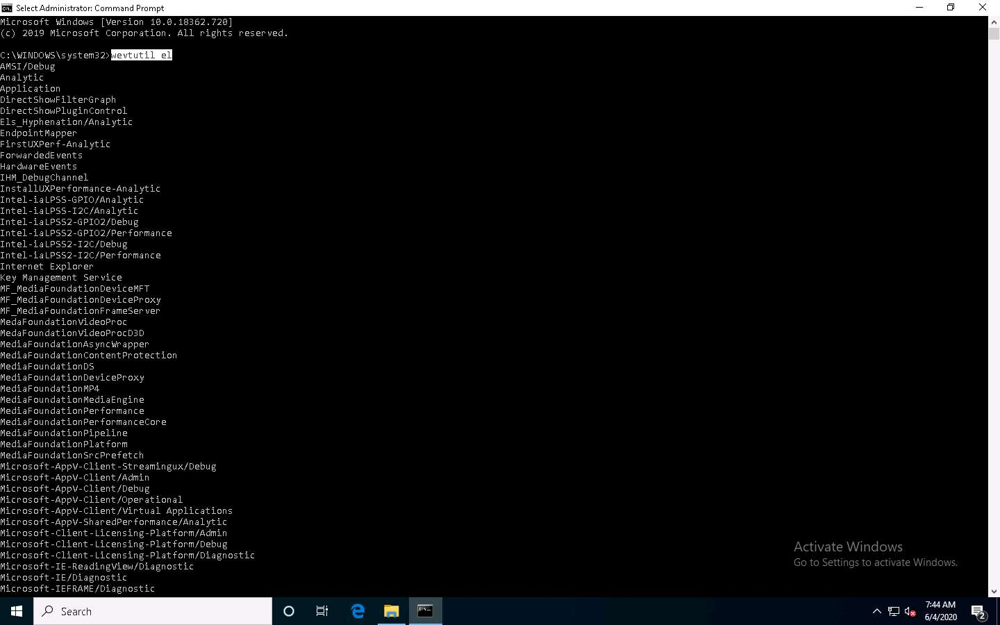 Select Administrator: Command Prompt
Microsoft Windows [Version 10.0.18362.720]
(c) 2019 Microsoft Corporation. All rights reserved.
C:\WINDOWS\system32>wevtutil el
AMSI/Debug
Analytic
Application
DirectShowFilterGraph
DirectShowPluginControl
Els_Hyphenation/Analytic
EndpointMapper
FirstUXPerf-Analytic
ForwardedEvents
HardwareEvents
IHM_DebugChannel
InstallUXPerformance-Analytic
Intel-iaLPSS-GPIO/Analytic
Intel-iaLPSS-I2C/Analytic
Intel-iaLPSS2-GPIO2/Debug
Intel-iaLPSS2-GPIO2/Performance
Intel-iaLPSS2-I2C/Debug
Intel-iaLPSS2-I2C/Performance
Internet Explorer
Key Management Service
MF_MediaFoundationDeviceMFT
MF_MediaFoundationDeviceProxy
MF_MediaFoundationFrameServer
MedaFoundationVideoProc
MedaFoundationVideoProcD3D
MediaFoundationAsyncWrapper
MediaFoundationContentProtection
MediaFoundationDS
MediaFoundationDeviceProxy
MediaFoundationMP4
MediaFoundationMediaEngine
MediaFoundationPerformance
MediaFoundationPerformanceCore
MediaFoundationPipeline
MediaFoundationPlatform
MediaFoundationSrcPrefetch
Microsoft-AppV-Client-Streamingux/Debug
Microsoft-AppV-Client/Admin
Microsoft-AppV-Client/Debug
Microsoft-AppV-Client/Operational
Microsoft-AppV-Client/Virtual Applications
Microsoft-AppV-SharedPerformance/Analytic
Microsoft-Client-Licensing-Platform/Admin
Microsoft-Client-Licensing-Platform/Debug
Microsoft-Client-Licensing-Platform/Diagnostic
Microsoft-IE-ReadingView/Diagnostic
Microsoft-IE/Diagnostic
Microsoft-IEFRAME/Diagnostic
Activate Windows
Go to Settings to activate Windows.
Search
7:44 AM
6/4/2020
2